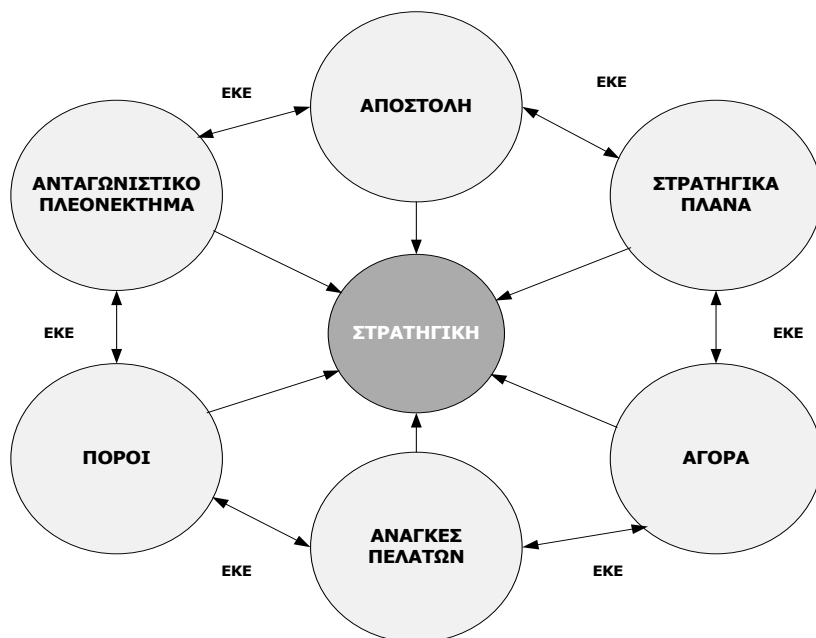 ΕΚΕ
ΑΠΟΣΤΟΛΗ
ΕΚΕ
ΑΝΤΑΓΩΝΙΣΤΙΚΟ
ΠΛΕΟΝΕΚΤΗΜΑ
ΣΤΡΑΤΗΓΙΚΑ
ΠΛΑΝΑ
ΕΚΕ
ΣΤΡΑΤΗΓΙΚΗ
ΕΚΕ
ΠΟΡΟΙ
ΑΓΟΡΑ
ΑΝΑΓΚΕΣ
ΠΕΛΑΤΩΝ
ΕΚΕ
ΕΚΕ